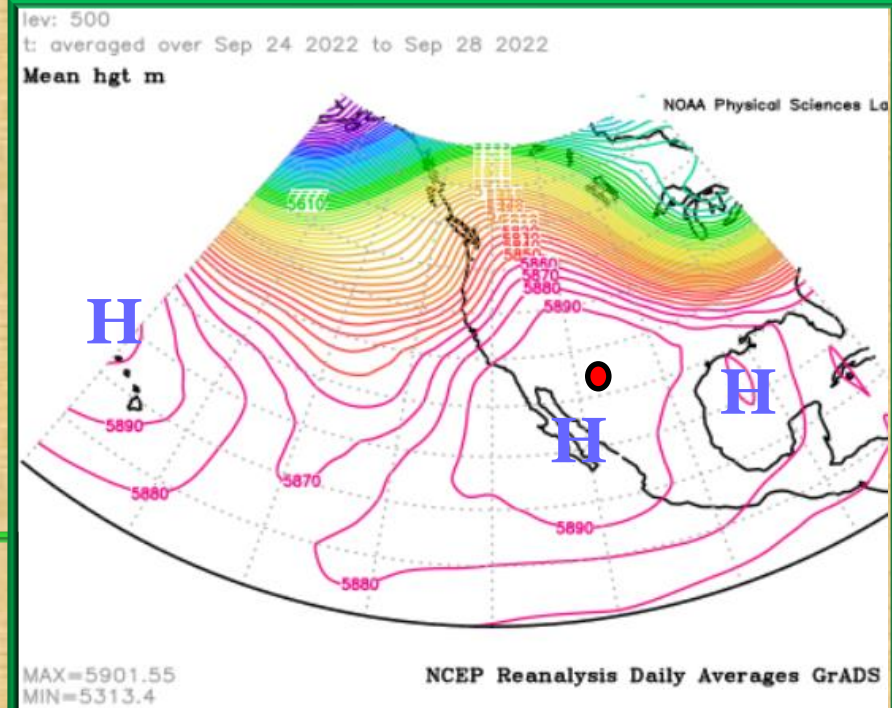 lev: 500
t: averaged over Sep 24 2022 to Sep 28 2022
Mean hgt m
NOAA Physical Sciences La
5610
5860
5870
5880
5890
H
H
H
5890
5880
5870
5890
5880
MAX=5901.55
MIN=5313.4
NCEP Reanalysis Daily Averages GrADS